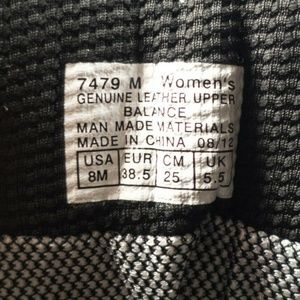 7479 M Women's
GENUINE LEATHER UPPER
BALANCE
MAN MADE MATERIALS
MADE IN CHINA 08/12
USA EUR CM UK
8M 38.5 25 5.5